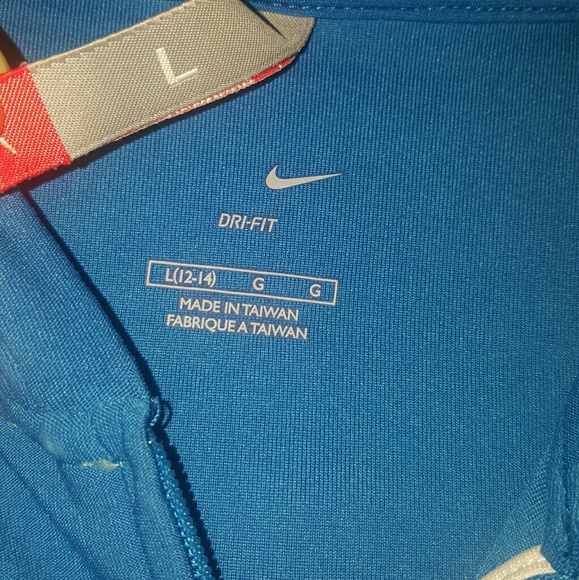 L
DRI-FIT
L(12-14) G G
MADE IN TAIWAN
FABRIQUE A TAIWAN